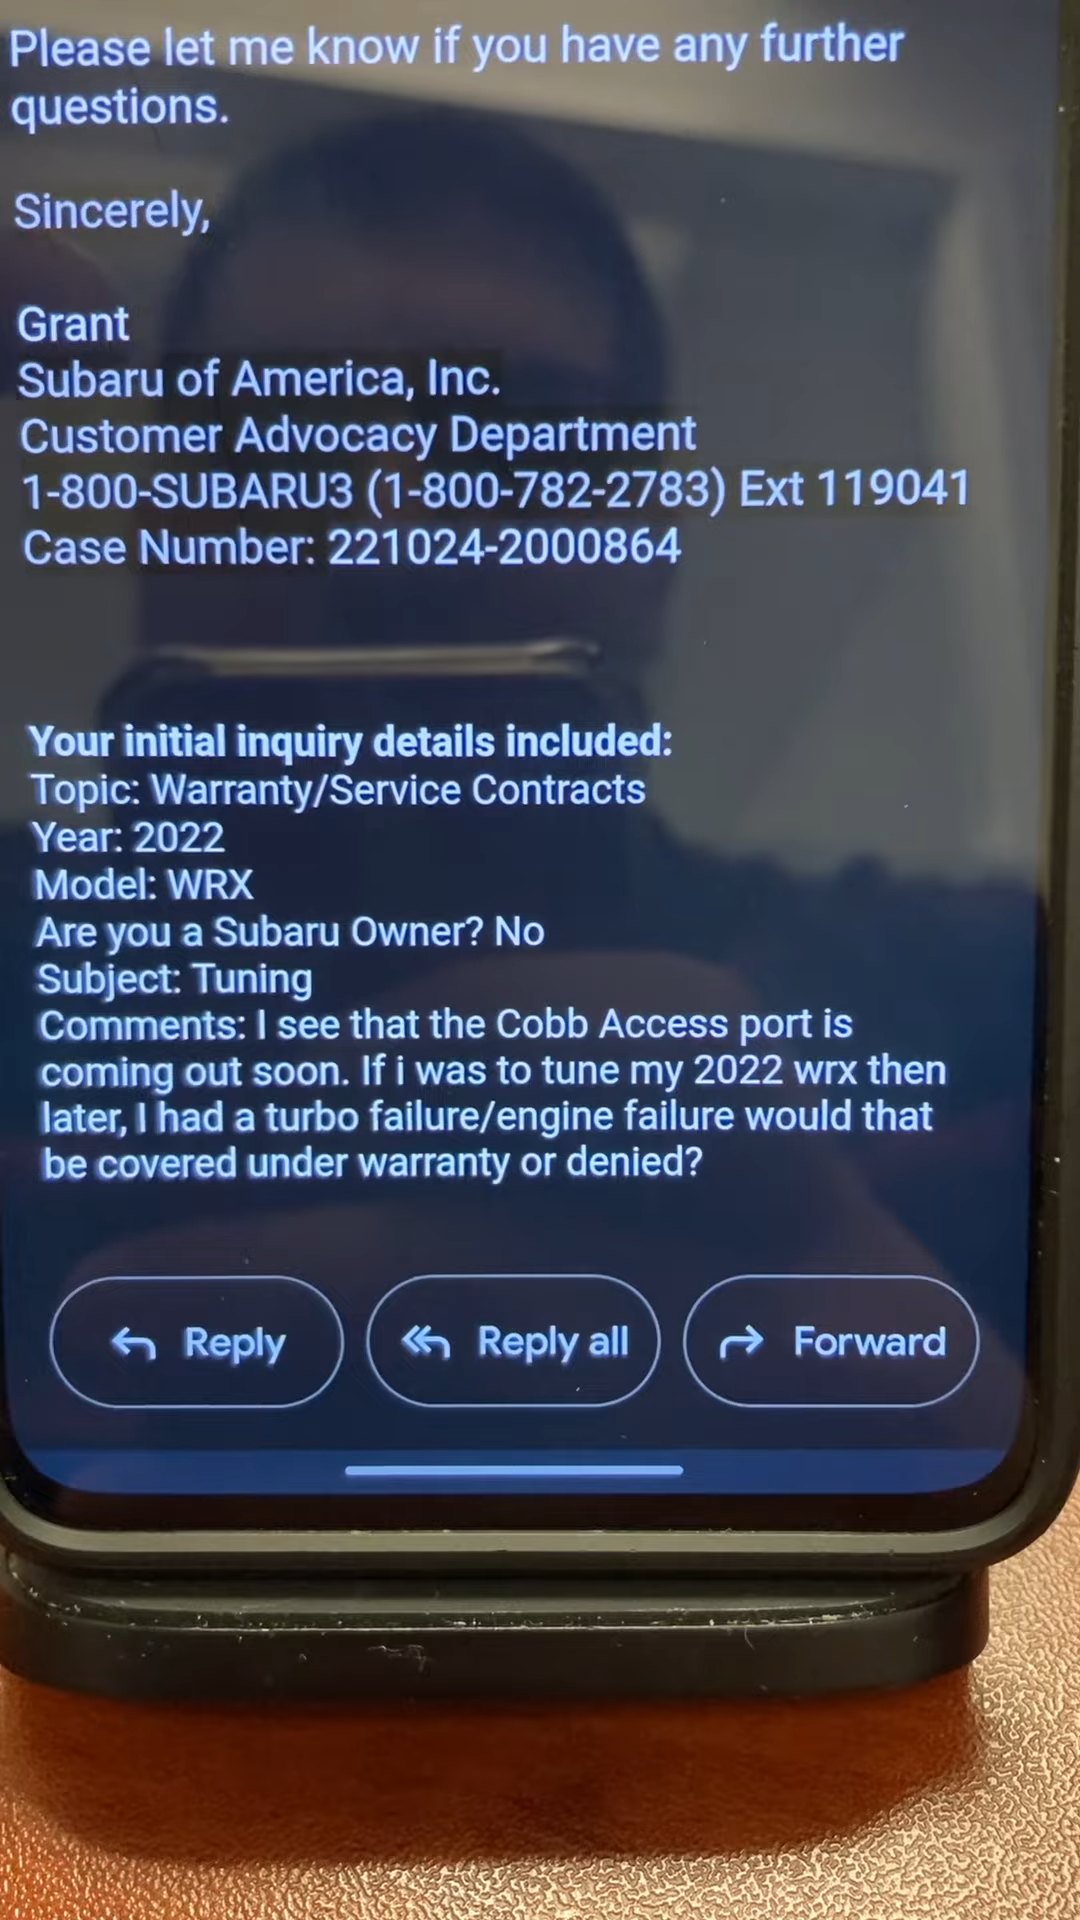 Please let me know if you have any further
questions.
Sincerely,
Grant
Subaru of America, Inc.
Customer Advocacy Department
1-800-SUBARU3 (1-800-782-2783) Ext 119041
Case Number: 221024-2000864
Your initial inquiry details included:
Topic: Warranty/Service Contracts
Year: 2022
Model: WRX
Are you a Subaru Owner? No
Subject: Tuning
Comments: I see that the Cobb Access port is
coming out soon. If i was to tune my 2022 wrx then
later, I had a turbo failure/engine failure would that
be covered under warranty or denied?
Reply
Reply all
Forward